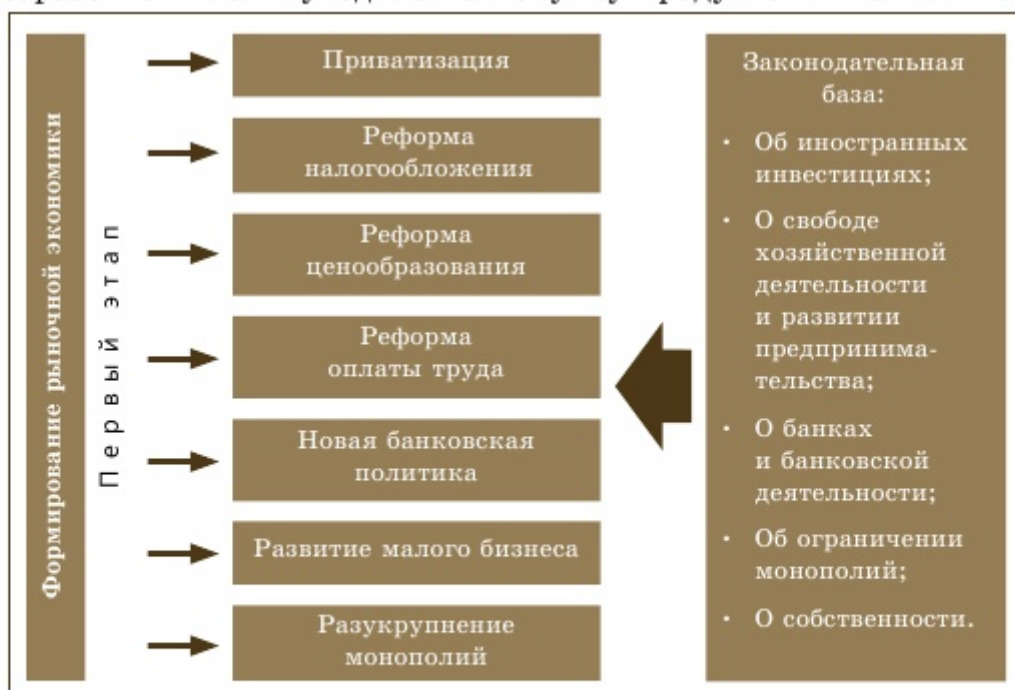 Формирование рыночной экономики
Первый этап
Приватизация
Реформа
налогообложения
Реформа
ценообразования
Реформа
оплаты труда
Новая банковская
политика
Развитие малого бизнеса
Разукрупнение
монополий
Законодательная
база:
• Об иностранных
инвестициях;
• О свободе
хозяйственной
деятельности
и развитии
предпринима-
тельства;
• О банках
и банковской
деятельности;
• Об ограничении
монополий;
• О собственности.